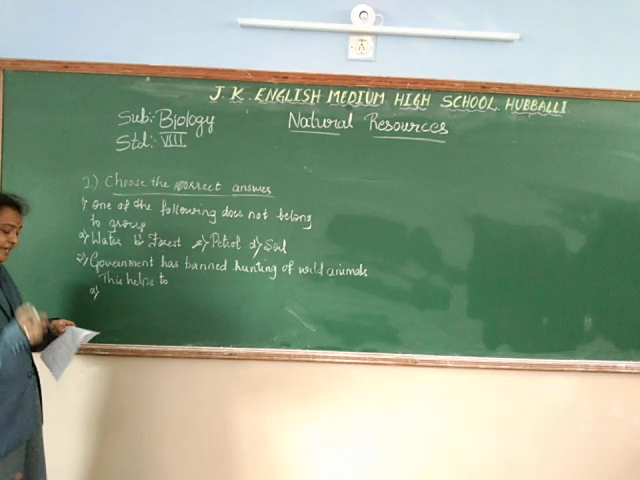 J. K. ENGLISH MEDIUM HIGH SCHOOL HUBBALLI
Sub: Biology
Natural Resources
Std: VIII
1) Choose the correct answer
1) One of the following does not belong
to group
a) Water b) Forest c) Petrol d) Soil
2) Government has banned hunting of wild animals
This helps to
a)